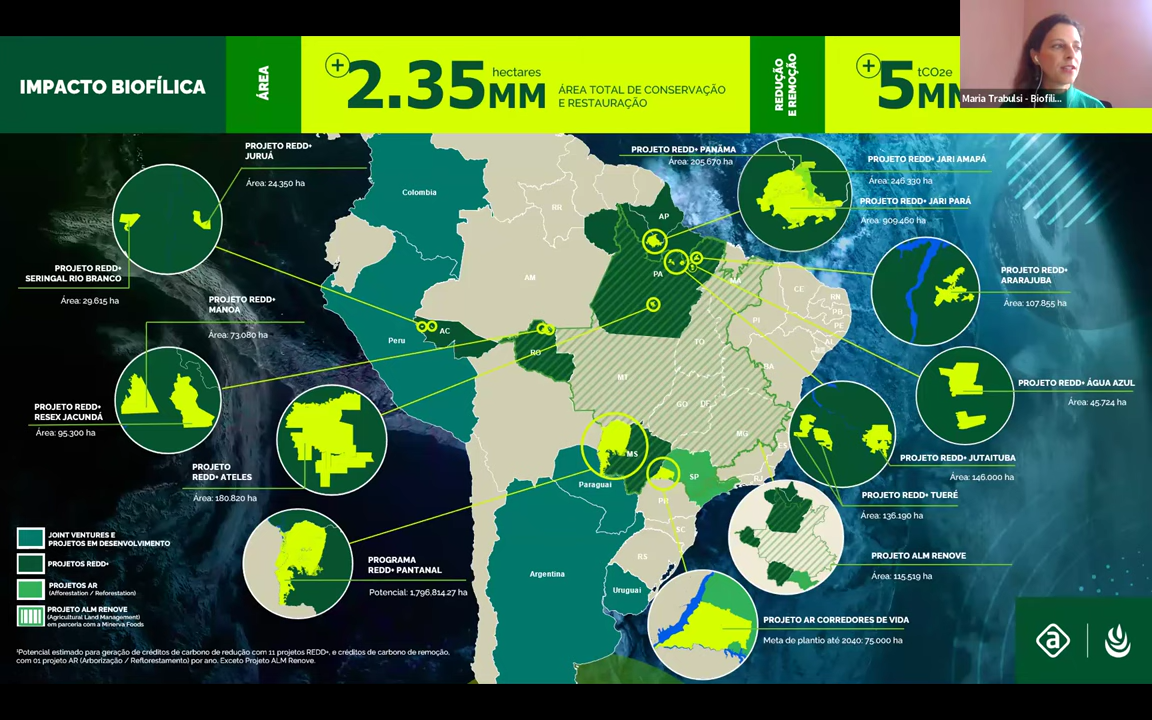 IMPACTO BIOFÍLICA
ÁREA
+
2.35MM
hectares
ÁREA TOTAL DE CONSERVAÇÃO
E RESTAURAÇÃO
REDUÇÃO
E REMOÇÃO
+
5
tCO2e
Maria Trabulsi - Biofíli...
PROJETO REDD+
JURUÁ
Área: 24.350 ha
PROJETO REDD+
SERINGAL RIO BRANCO
Área: 29.615 ha
PROJETO REDD+
MANOA
Área: 73.080 ha
PROJETO REDD+
RESEX JACUNDÁ
Área: 95.300 ha
PROJETO
REDD+ ATELES
Área: 180.820 ha
PROGRAMA
REDD+ PANTANAL
Potencial: 1,796,814.27 ha
PROJETO REDD+ PANAMA
Área: 205.670 ha
PROJETO REDD+ JARI AMAPÁ
Área: 246.330 ha
PROJETO REDD+ JARI PARÁ
Área: 909.460 ha
PROJETO REDD+
ARARAJUBA
Área: 107.855 ha
PROJETO REDD+ ÁGUA AZUL
Área: 45.724 ha
PROJETO REDD+ JUTAITUBA
Área: 146.000 ha
PROJETO REDD+ TUERÉ
Área: 136.190 ha
PROJETO ALM RENOVE
Área: 115.519 ha
PROJETO AR CORREDORES DE VIDA
Meta de plantio até 2040: 75.000 ha
Colombia
Peru
Paraguai
Argentina
Uruguai
RR
AP
AM
PA
MA
CE
RN
PB
PE
AL
PI
AC
RO
TO
BA
MT
GO
DF
MG
ES
MS
SP
RJ
PR
SC
RS
JOINT VENTURES E
PROJETOS EM DESENVOLVIMENTO
PROJETOS REDD+
PROJETOS AR
(Afforestation / Reforestation)
PROJETO ALM RENOVE
(Agricultural Land Management)
em parceria com a Minerva Foods
¹Potencial estimado para geração de créditos de carbono de redução com 11 projetos REDD+, e créditos de carbono de remoção,
com 01 projeto AR (Arborização / Reflorestamento) por ano. Exceto Projeto ALM Renove.
a